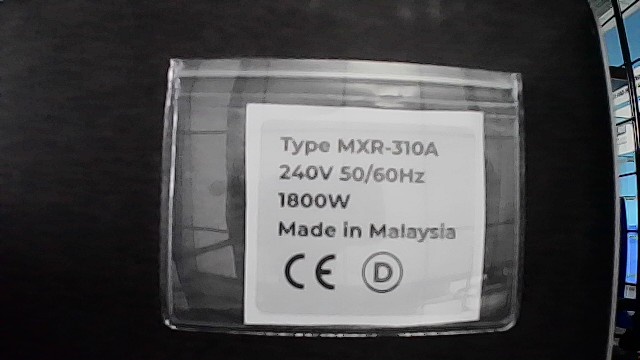 Type MXR-310A
240V 50/60Hz
1800W
Made in Malaysia
CE D